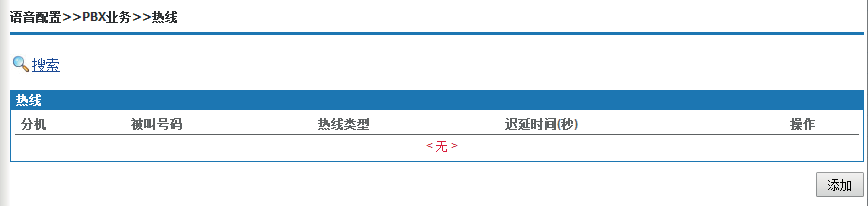 语音配置>>PBX业务>>热线
搜索
热线
分机 被叫号码 热线类型 迟延时间(秒) 操作
< 无 >
添加